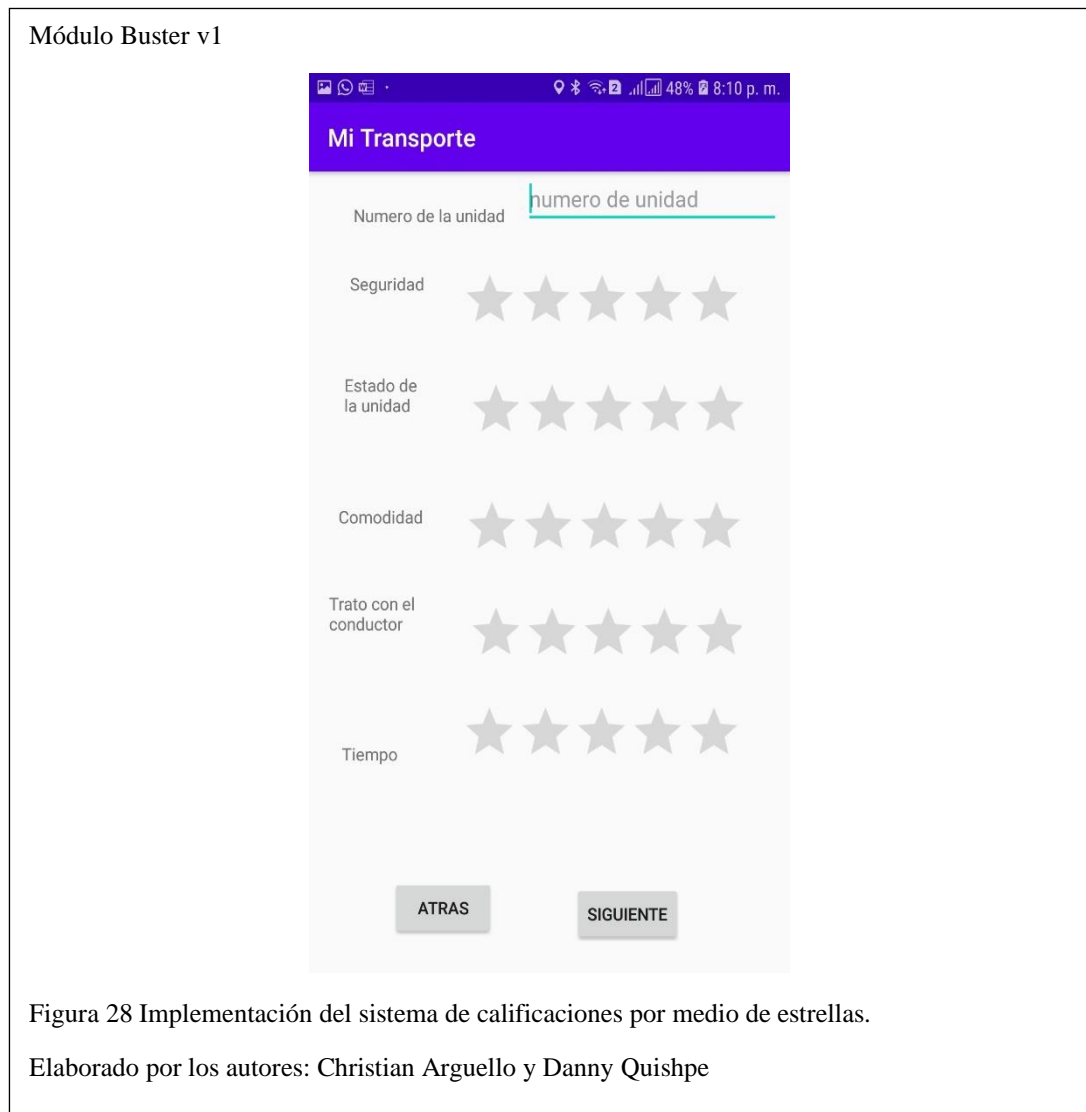 Módulo Buster v1
2 48% 8:10 p. m.
Mi Transporte
numero de unidad
Numero de la unidad
Seguridad
Estado de
la unidad
Comodidad
Trato con el
conductor
Tiempo
ATRAS
SIGUIENTE
Figura 28 Implementación del sistema de calificaciones por medio de estrellas.
Elaborado por los autores: Christian Arguello y Danny Quishpe